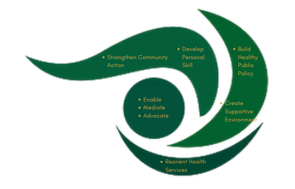 • Strengthen Community
Action
• Develop
Personal
Skill
• Build
Healthy
Public
Policy
• Enable
• Mediate
• Advocate
• Create
Supportive
Environment
• Reorient Health
Services